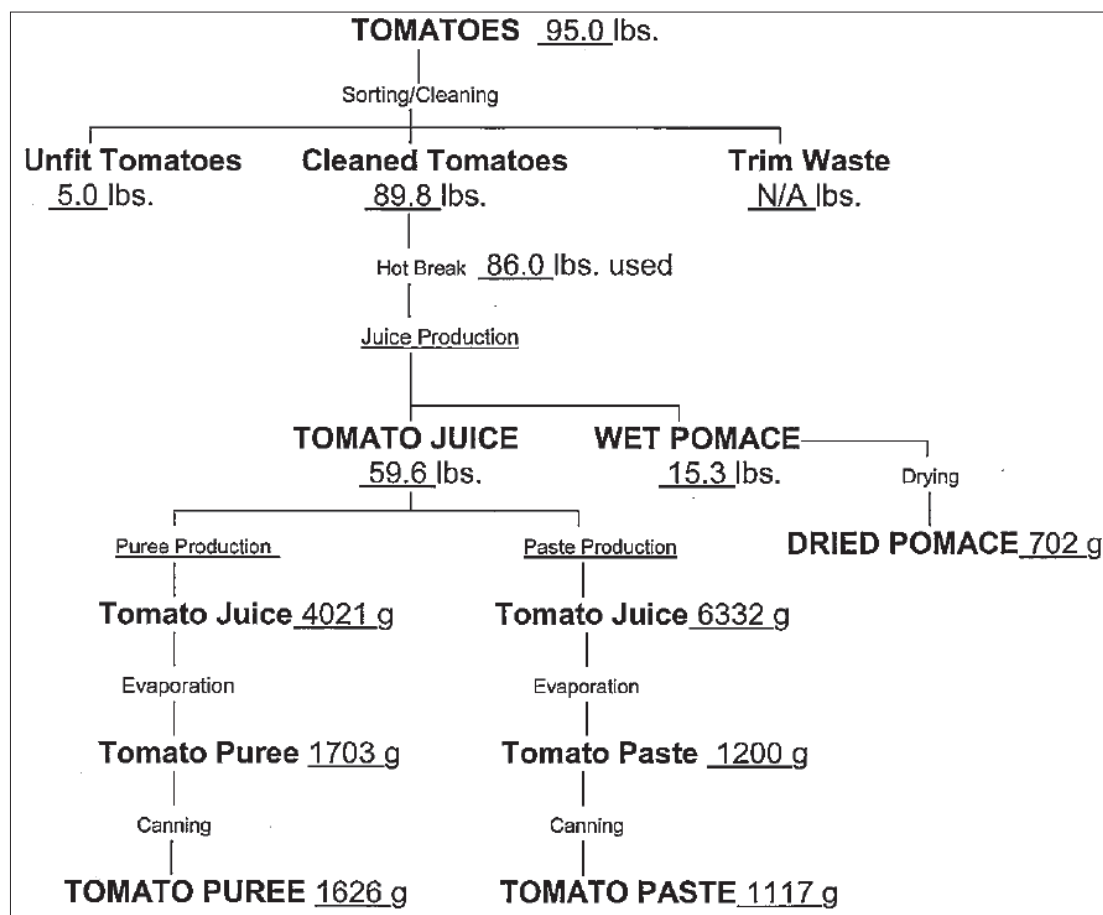 TOMATOES 95.0 lbs.
Sorting/Cleaning
Unfit Tomatoes Cleaned Tomatoes Trim Waste
5.0 lbs. 89.8 lbs. N/A lbs.
Hot Break 86.0 lbs. used
Juice Production
TOMATO JUICE WET POMACE
59.6 lbs. 15.3 lbs. Drying
Puree Production Paste Production DRIED POMACE 702 g
Tomato Juice 4021 g Tomato Juice 6332 g
Evaporation Evaporation
Tomato Puree 1703 g Tomato Paste 1200 g
Canning Canning
TOMATO PUREE 1626 g TOMATO PASTE 1117 g